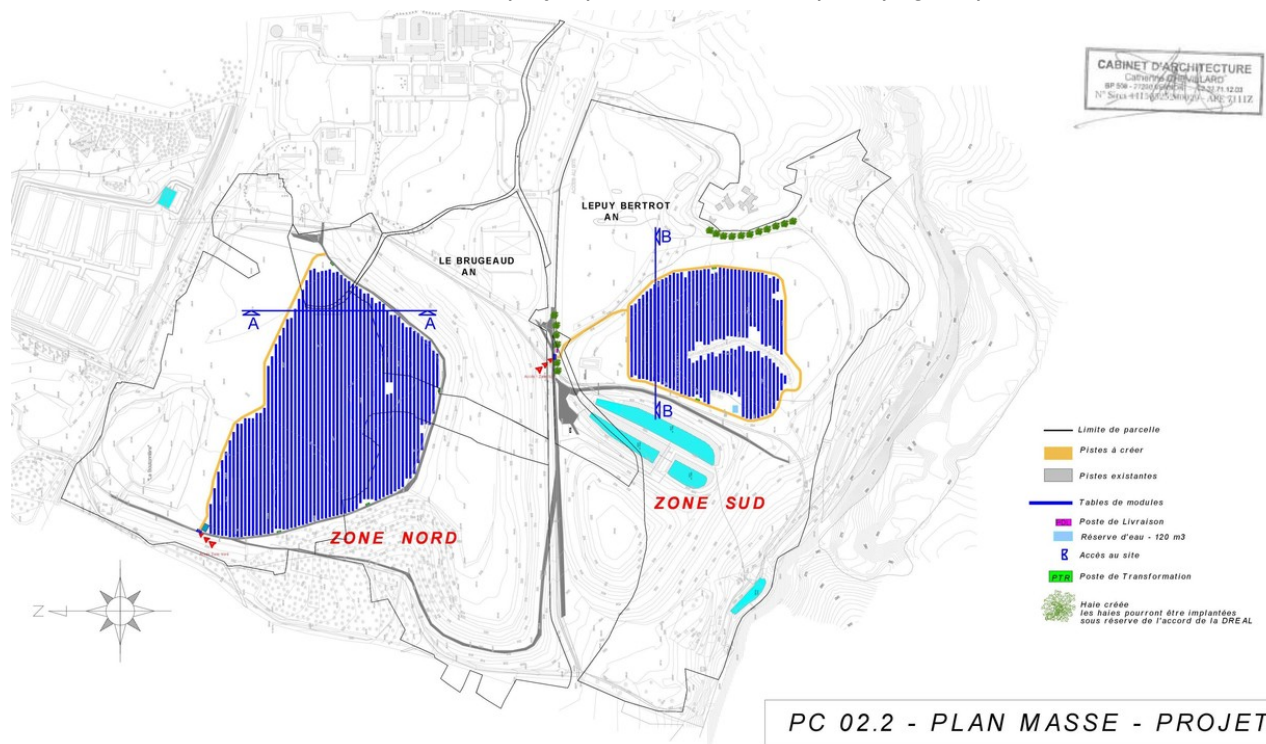 CABINET D'ARCHITECTURE
Catherine
LEPUY BERTROT
AN
B
LE BRUGEAUD
AN
A A
B
ZONE SUD
ZONE NORD
N
Limite de parcelle
Pistes à créer
Pistes existantes
Tables de modules
PDL Poste de Livraison
Réserve d'eau - 120 m3
Accès au site
PTR Poste de Transformation
Haie créée
les haies pourront être implantées
sous réserve de l'accord de la DREAL
PC 02.2 - PLAN MASSE - PROJET